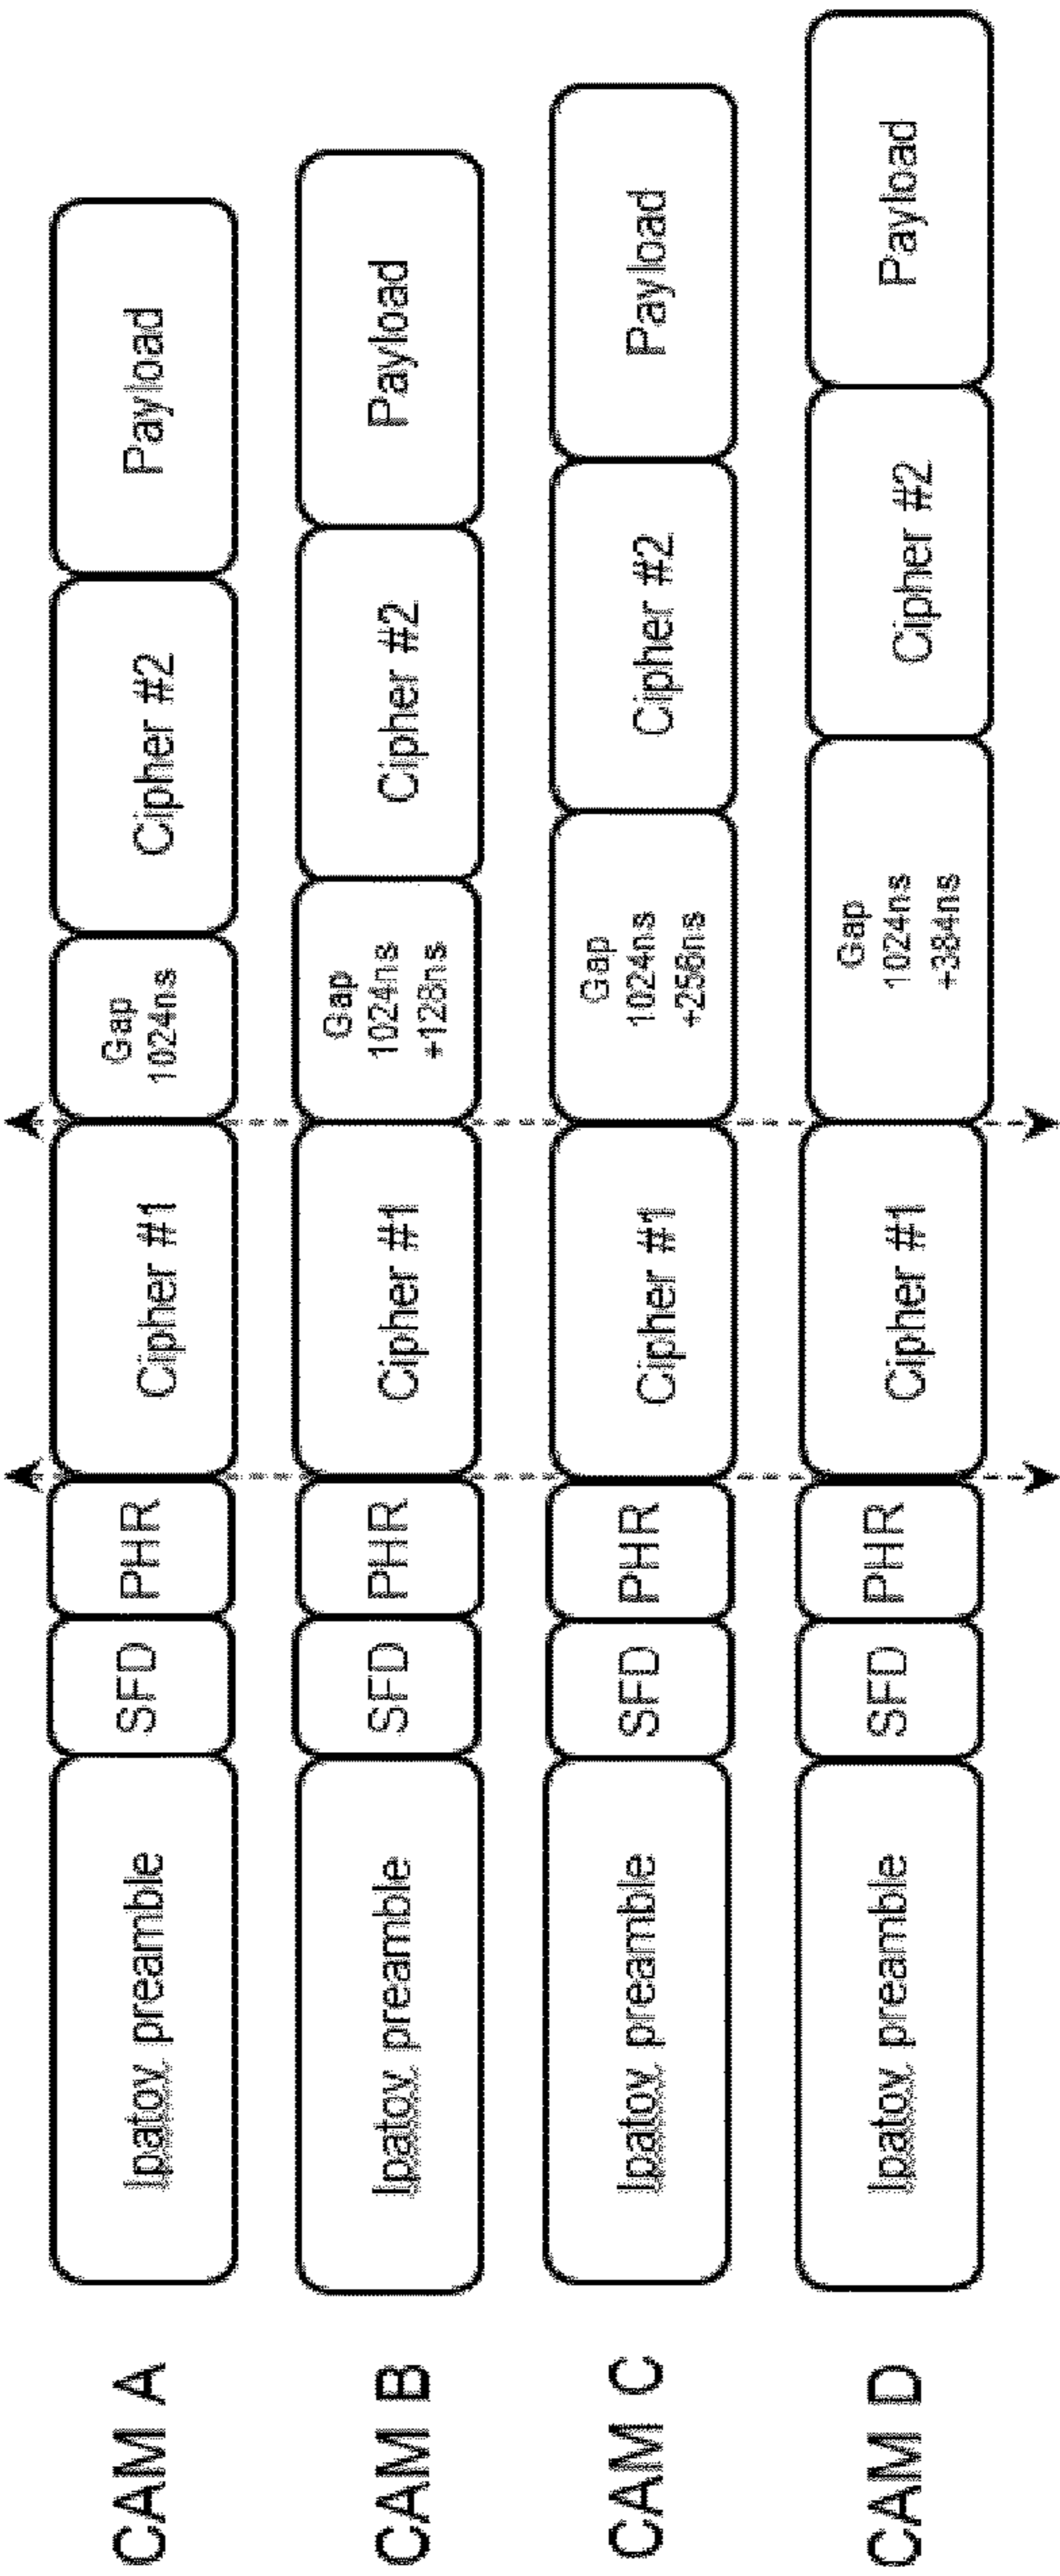 CAM A
Ipatov preamble
SFD
PHR
Cipher #1
Gap
1024ns
Cipher #2
Payload
CAM B
Ipatov preamble
SFD
PHR
Cipher #1
Gap
1024ns
+128ns
Cipher #2
Payload
CAM C
Ipatov preamble
SFD
PHR
Cipher #1
Gap
1024ns
+256ns
Cipher #2
Payload
CAM D
Ipatov preamble
SFD
PHR
Cipher #1
Gap
1024ns
+384ns
Cipher #2
Payload